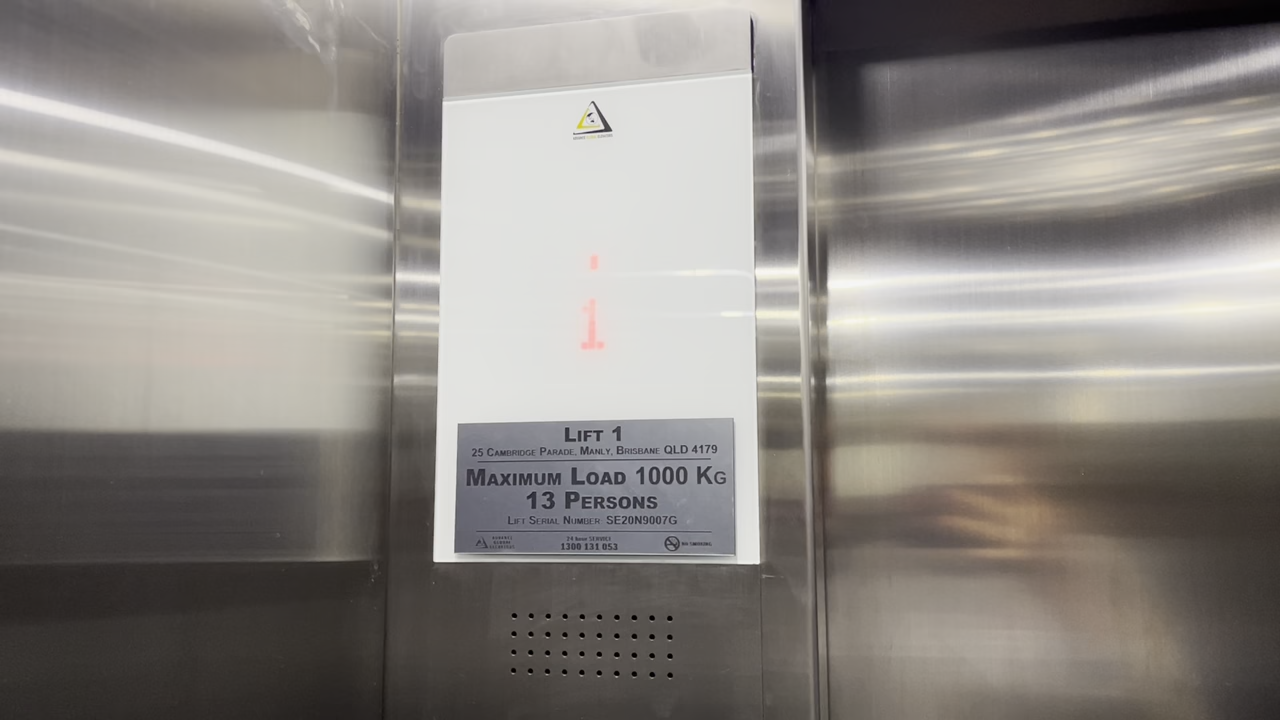 1
LIFT 1
25 CAMBRIDGE PARADE, MANLY, BRISBANE QLD 4179
MAXIMUM LOAD 1000 KG
13 PERSONS
LIFT SERIAL NUMBER SE20N9007G
24 hour SERVICE
1300 131 053
NO SMOKING